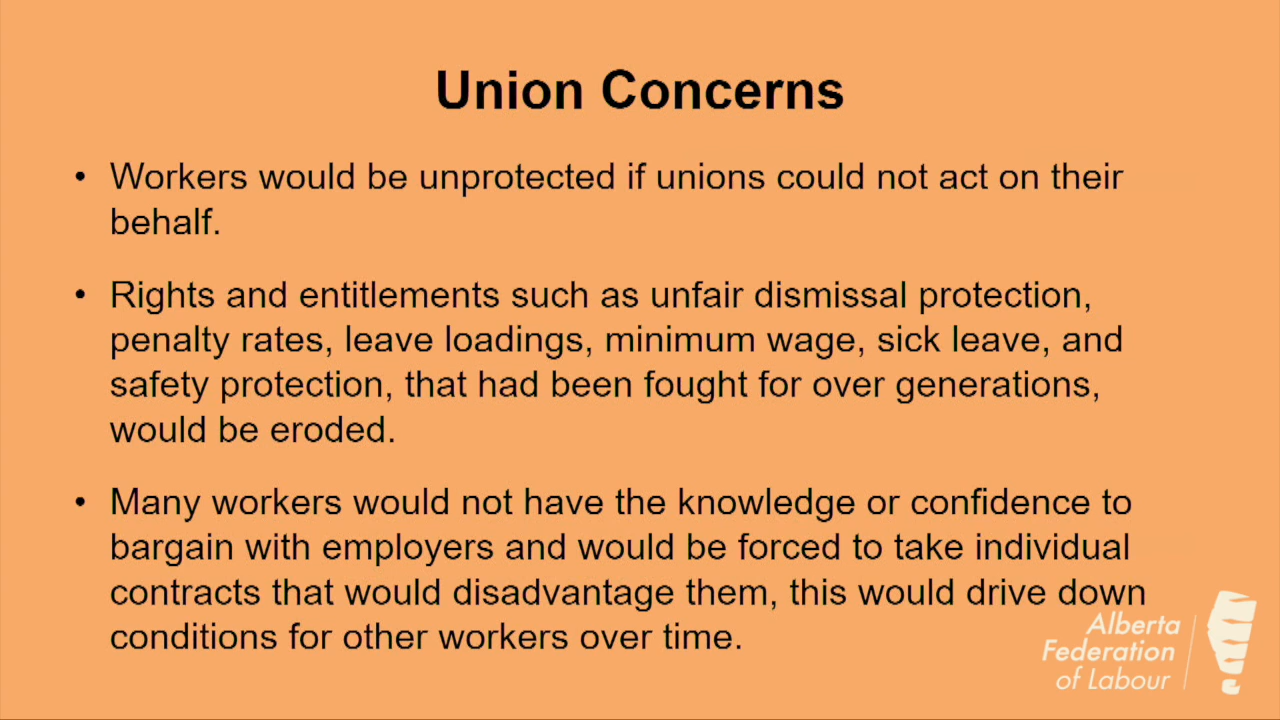 Union Concerns
• Workers would be unprotected if unions could not act on their
behalf.
• Rights and entitlements such as unfair dismissal protection,
penalty rates, leave loadings, minimum wage, sick leave, and
safety protection, that had been fought for over generations,
would be eroded.
• Many workers would not have the knowledge or confidence to
bargain with employers and would be forced to take individual
contracts that would disadvantage them, this would drive down
conditions for other workers over time.
Alberta
Federation
of Labour